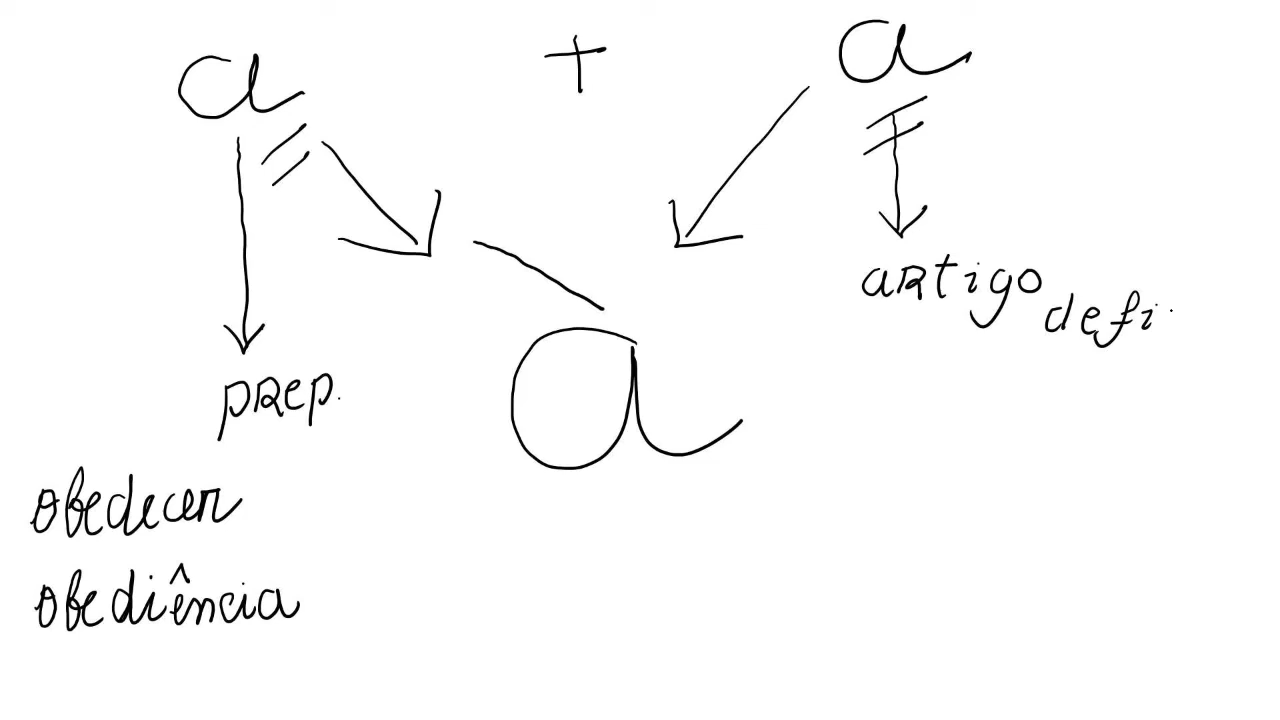 a + a
artigo
defi
prep.
à
obedecer
obediência